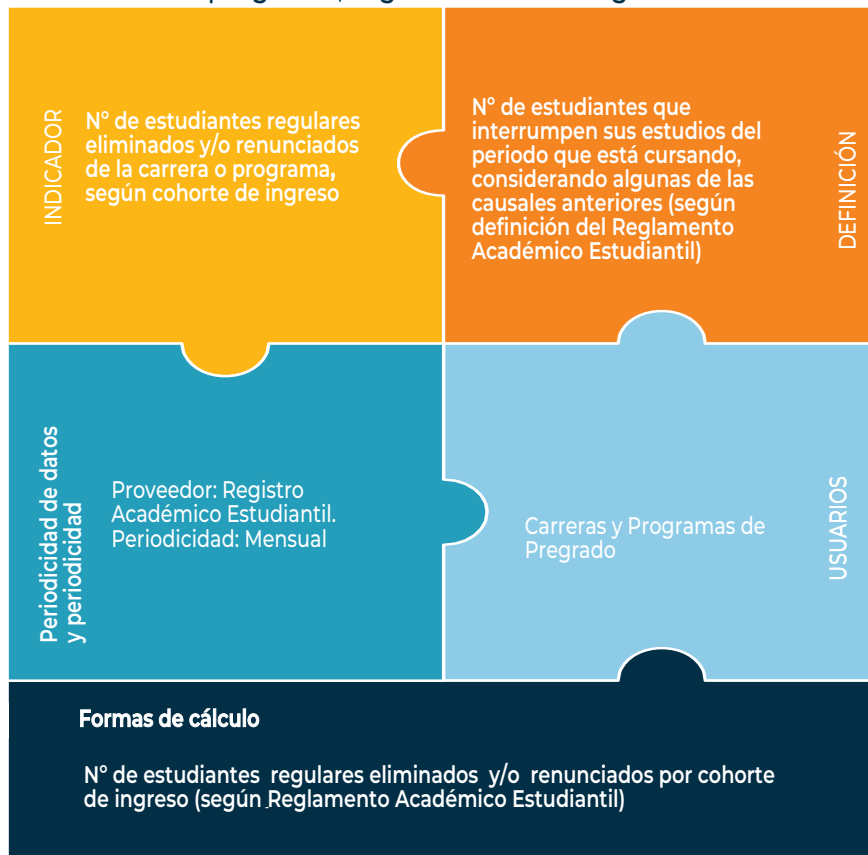 INDICADOR
N° de estudiantes regulares
eliminados y/o renunciados
de la carrera o programa,
según cohorte de ingreso
N° de estudiantes que
interrumpen sus estudios del
periodo que está cursando,
considerando algunas de las
causales anteriores (según
definición del Reglamento
Académico Estudiantil)
DEFINICIÓN
Periodicidad de datos
y periodicidad
Proveedor: Registro
Académico Estudiantil.
Periodicidad: Mensual
Carreras y Programas de
Pregrado
USUARIOS
Formas de cálculo
N° de estudiantes regulares eliminados y/o renunciados por cohorte
de ingreso (según Reglamento Académico Estudiantil)